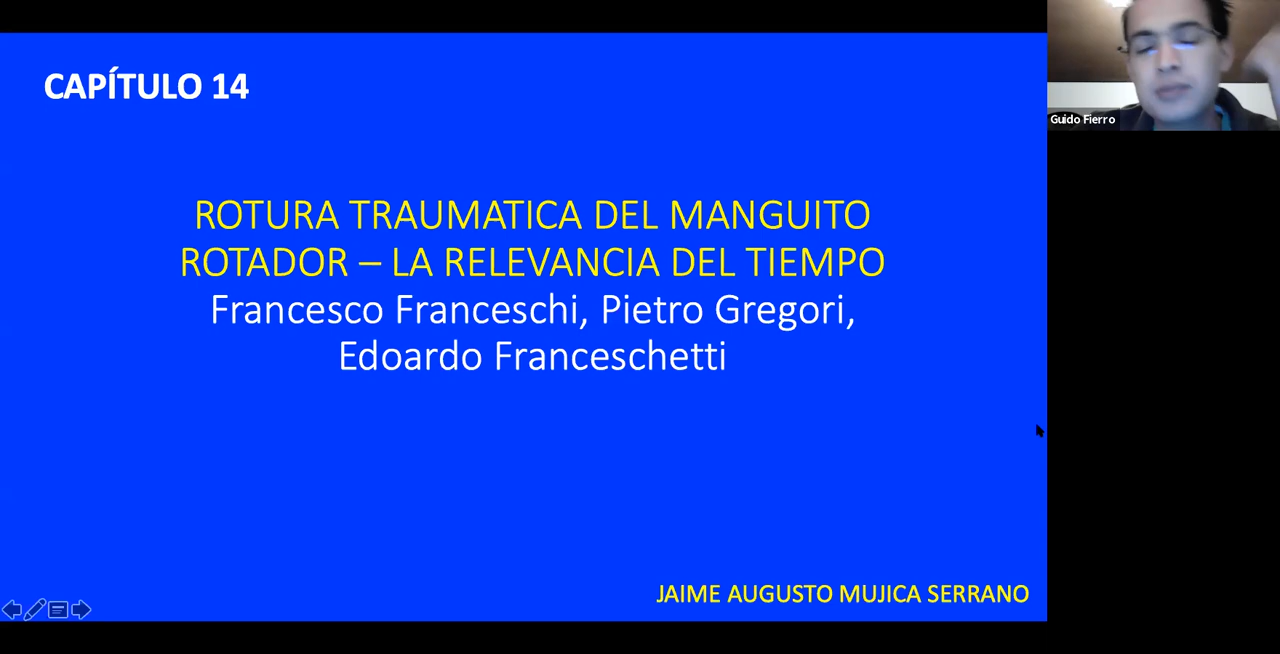 CAPÍTULO 14
ROTURA TRAUMATICA DEL MANGUITO
ROTADOR – LA RELEVANCIA DEL TIEMPO
Francesco Franceschi, Pietro Gregori,
Edoardo Franceschetti
JAIME AUGUSTO MUJICA SERRANO
Guido Fierro